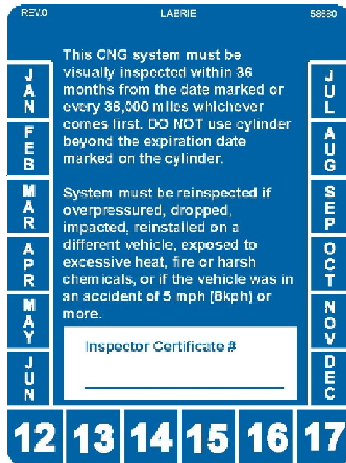 REV.0 LABRIE 58680
This CNG system must be
visually inspected within 36
months from the date marked or
every 36,000 miles whichever
comes first. DO NOT use cylinder
beyond the expiration date
marked on the cylinder.
System must be reinspected if
overpressured, dropped,
impacted, reinstalled on a
different vehicle, exposed to
excessive heat, fire or harsh
chemicals, or if the vehicle was in
an accident of 5 mph (8kph) or
more.
Inspector Certificate #
JAN
FEB
MAR
APR
MAY
JUN
JUL
AUG
SEP
OCT
NOV
DEC
12 13 14 15 16 17